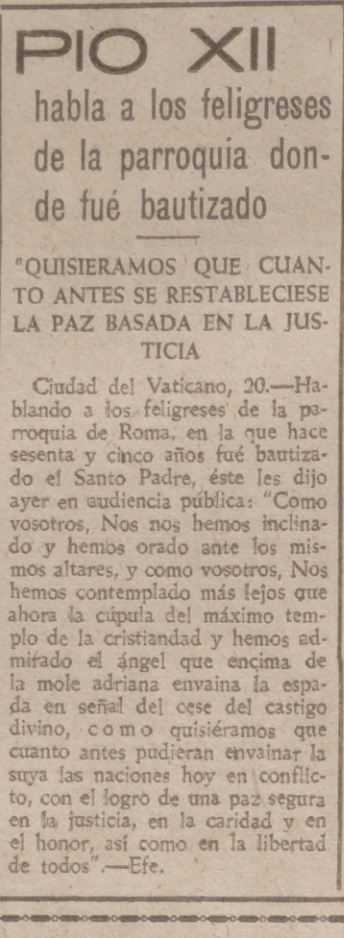 PIO XII
habla a los feligreses
de la parroquia don-
de fué bautizado
"QUISIERAMOS QUE CUAN-
TO ANTES SE RESTABLECIESE
LA PAZ BASADA EN LA JUS-
TICIA
Ciudad del Vaticano, 20.—Ha-
blando a los feligreses de la pa-
rroquia de Roma, en la que hace
sesenta y cinco años fué bautiza-
do el Santo Padre, éste les dijo
ayer en audiencia pública: "Como
vosotros, Nos nos hemos inclina-
do y hemos orado ante los mis-
mos altares, y como vosotros, Nos
hemos contemplado más lejos que
ahora la cúpula del máximo tem-
plo de la cristiandad y hemos ad-
mirado el ángel que encima de
la mole adriana envaina la espa-
da en señal del cese del castigo
divino, como quisiéramos que
cuanto antes pudieran envainar la
suya las naciones hoy en conflic-
to, con el logro de una paz segura
en la justicia, en la caridad y en
el honor, así como en la libertad
de todos".—Efe.